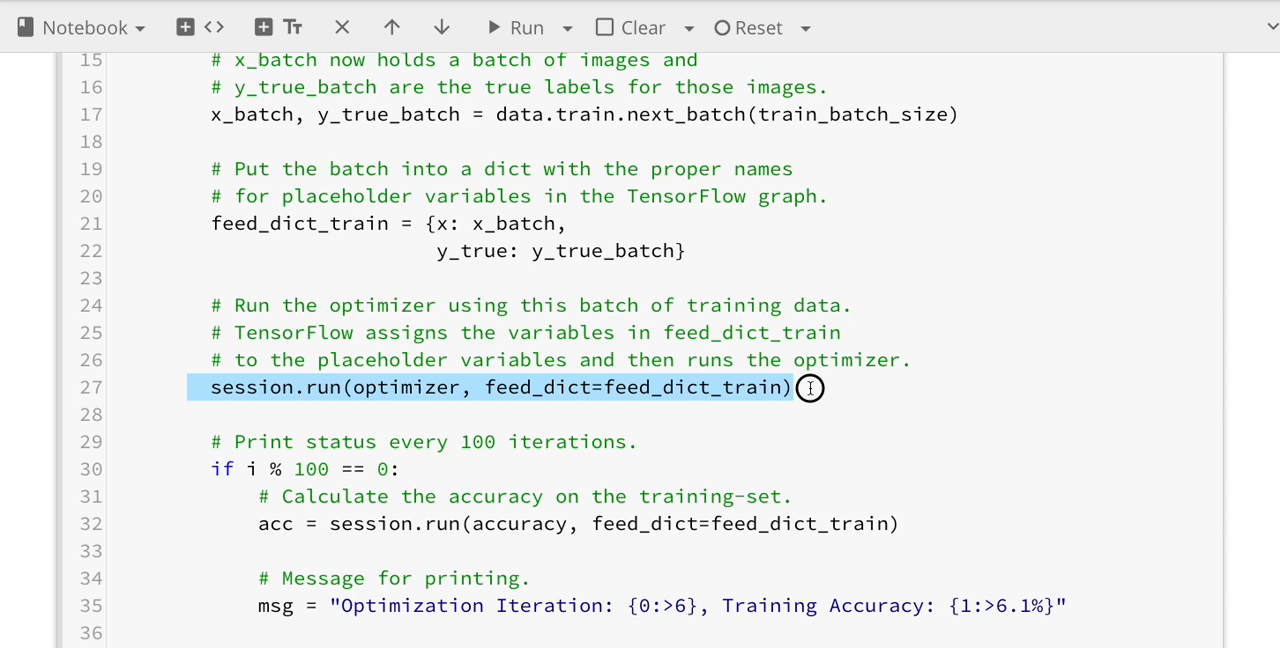 Notebook Run Clear Reset
15 # x_batch now holds a batch of images and
16 # y_true_batch are the true labels for those images.
17 x_batch, y_true_batch = data.train.next_batch(train_batch_size)
18
19 # Put the batch into a dict with the proper names
20 # for placeholder variables in the TensorFlow graph.
21 feed_dict_train = {x: x_batch,
22 y_true: y_true_batch}
23
24 # Run the optimizer using this batch of training data.
25 # TensorFlow assigns the variables in feed_dict_train
26 # to the placeholder variables and then runs the optimizer.
27 session.run(optimizer, feed_dict=feed_dict_train)
28
29 # Print status every 100 iterations.
30 if i % 100 == 0:
31 # Calculate the accuracy on the training-set.
32 acc = session.run(accuracy, feed_dict=feed_dict_train)
33
34 # Message for printing.
35 msg = "Optimization Iteration: {0:>6}, Training Accuracy: {1:>6.1%}"
36